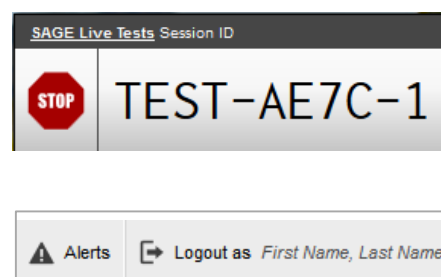 SAGE Live Tests Session ID
STOP TEST-AE7C-1
Alerts Logout as First Name, Last Name